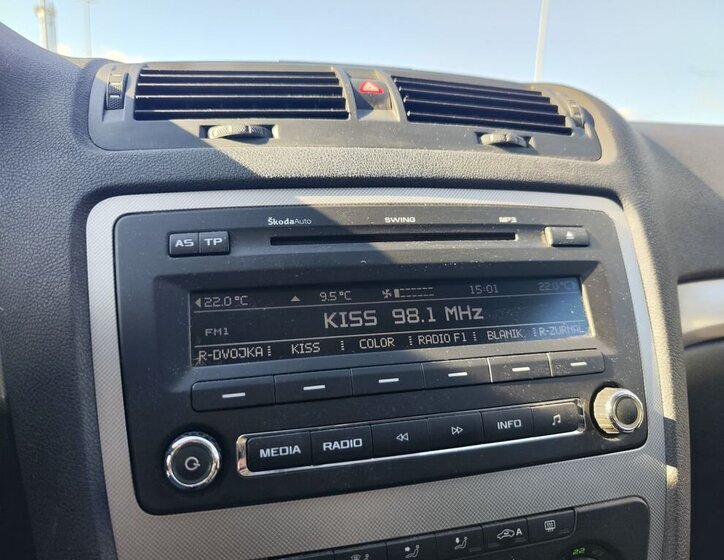 ŠkodaAuto SWING MP3
AS TP
22.0°C 9.5°C 15:01 22.0°C
KISS 98.1 MHz
FM1
R-DVOJKA KISS COLOR RADIO F1 BLANIK R-ZURNAL
MEDIA RADIO INFO
A
22